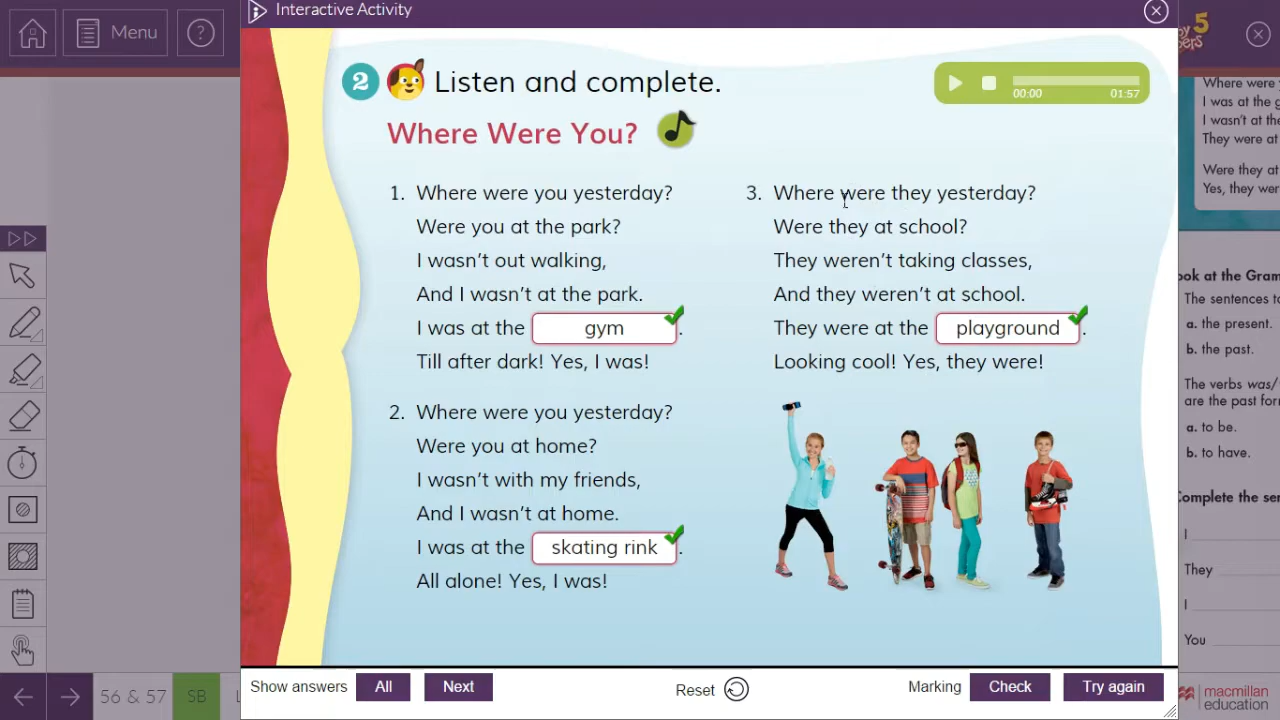 Interactive Activity
Menu
?
5
2 Listen and complete.
00:00 01:57
Where Were You?
1. Where were you yesterday?
Were you at the park?
I wasn't out walking,
And I wasn't at the park.
I was at the gym.
Till after dark! Yes, I was!
2. Where were you yesterday?
Were you at home?
I wasn't with my friends,
And I wasn't at home.
I was at the skating rink.
All alone! Yes, I was!
3. Where were they yesterday?
Were they at school?
They weren't taking classes,
And they weren't at school.
They were at the playground.
Looking cool! Yes, they were!
Where were
I was at the
I wasn't at the
They were at
Were they at
Yes, they
at the
The sentences
a. the present.
b. the past.
The verbs was/
are the past
a. to be.
b. to have.
Complete the
I
They
I
You
Show answers All Next Reset Marking Check Try again
56 & 57 SB
macmillan
education